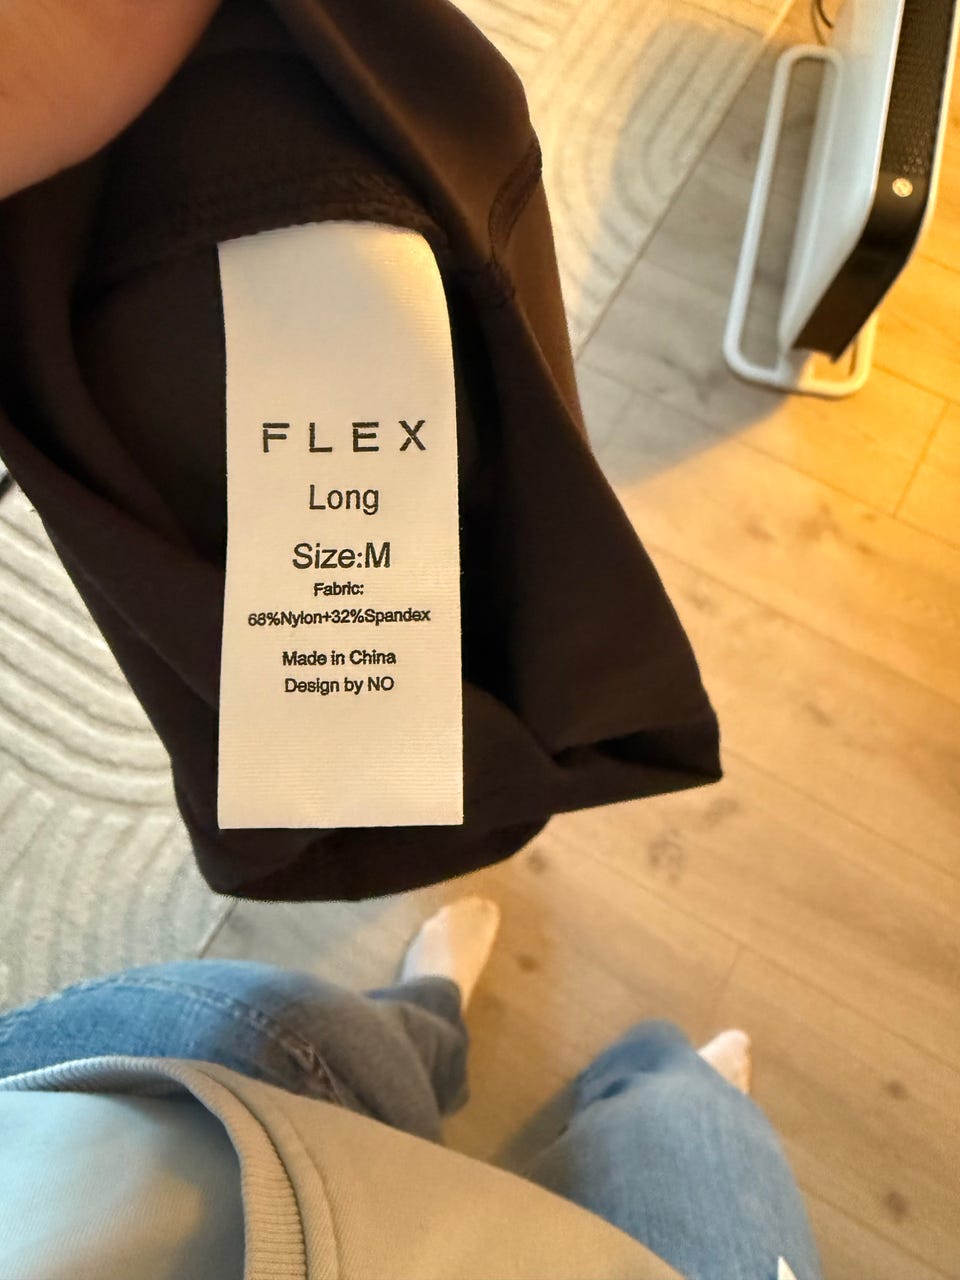 FLEX
Long
Size:M
Fabric:
68%Nylon+32%Spandex
Made in China
Design by NO